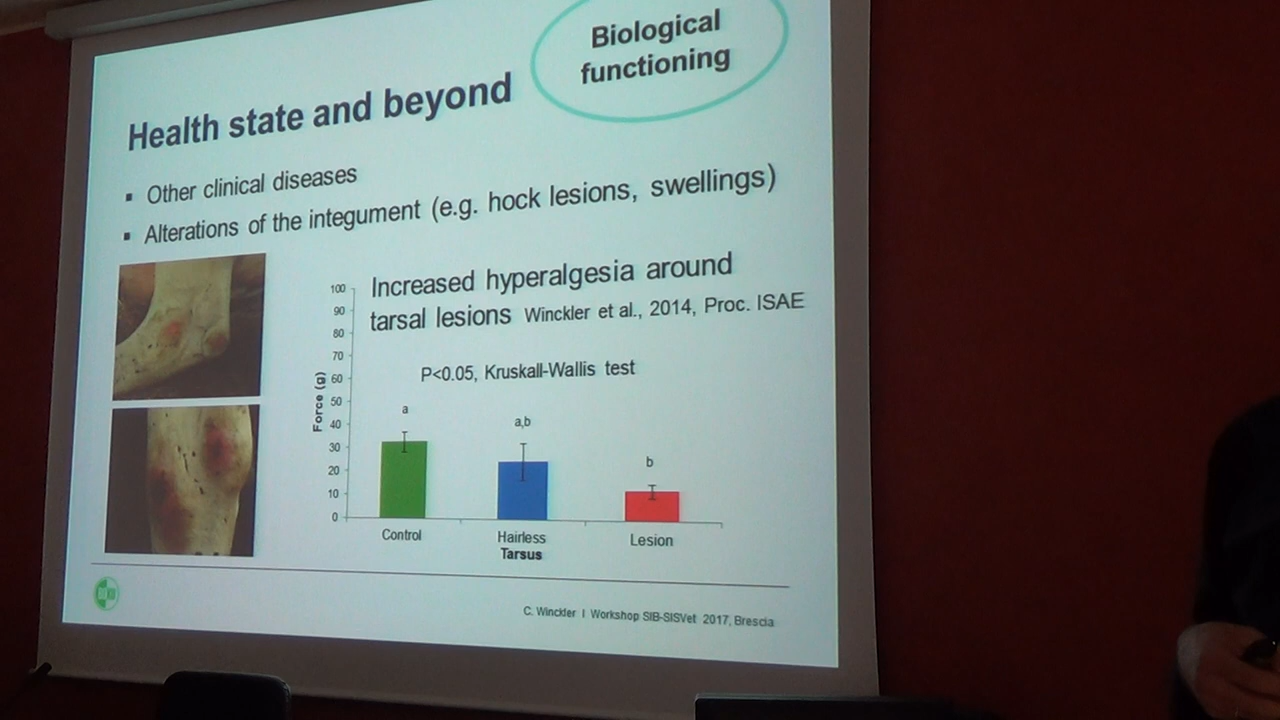 Biological
functioning
Health state and beyond
▪ Other clinical diseases
▪ Alterations of the integument (e.g. hock lesions, swellings)
Increased hyperalgesia around
tarsal lesions Winckler et al., 2014, Proc. ISAE
P<0.05, Kruskall-Wallis test
Force (g)
100
90
80
70
60
50
40
30
20
10
0
a
a,b
b
Control
Hairless
Lesion
Tarsus
C. Winckler I Workshop SIB-SISVet 2017, Brescia